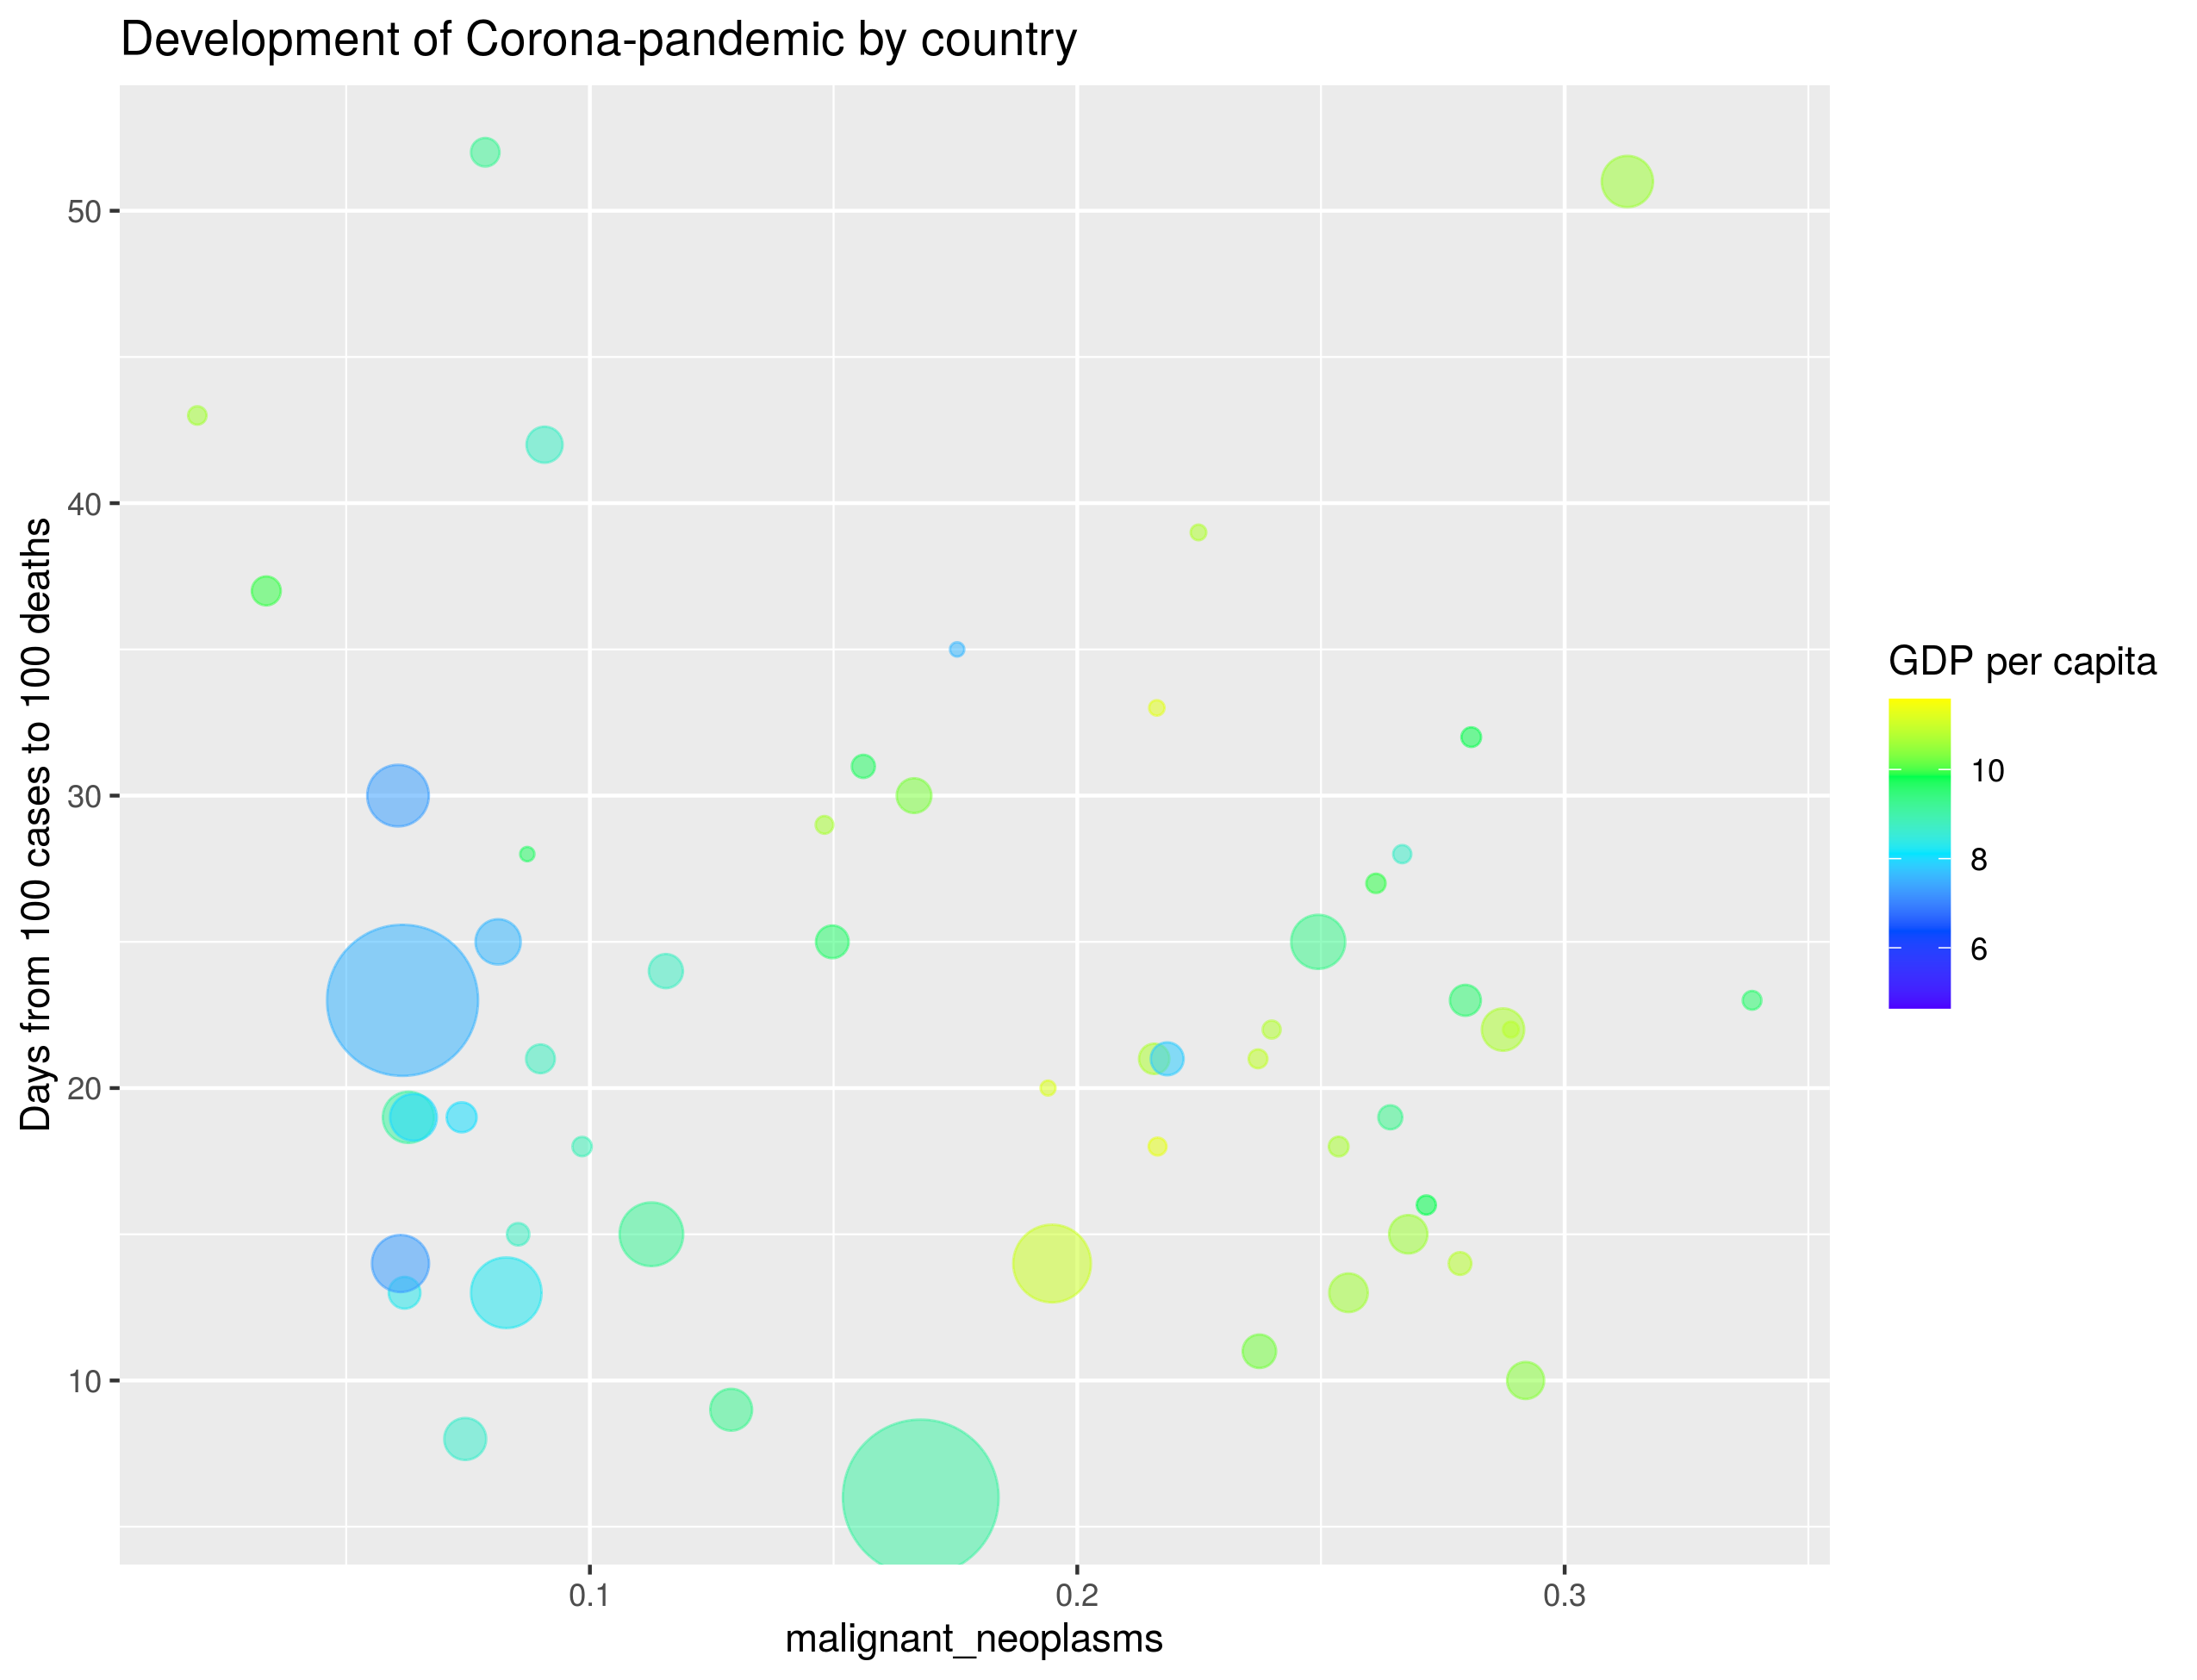 Development of Corona-pandemic by country
Days from 100 cases to 100 deaths
50
40
30
20
10
0.1
0.2
0.3
malignant_neoplasms
GDP per capita
10
8
6